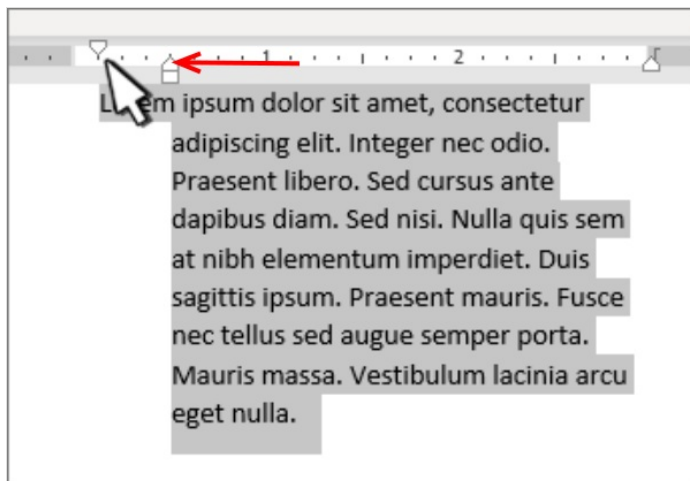 1 2
Lorem ipsum dolor sit amet, consectetur
adipiscing elit. Integer nec odio.
Praesent libero. Sed cursus ante
dapibus diam. Sed nisi. Nulla quis sem
at nibh elementum imperdiet. Duis
sagittis ipsum. Praesent mauris. Fusce
nec tellus sed augue semper porta.
Mauris massa. Vestibulum lacinia arcu
eget nulla.